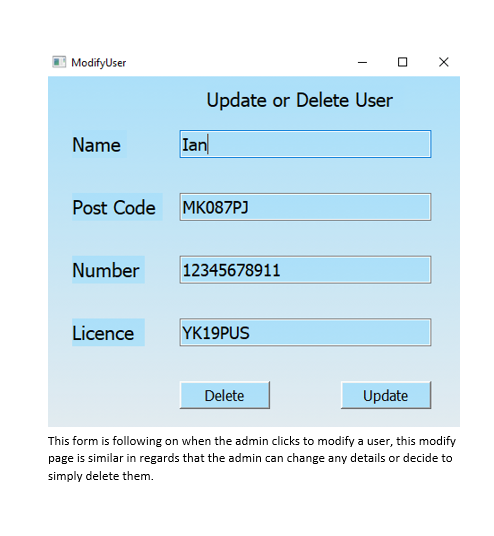 ModifyUser
Update or Delete User
Name Ian
Post Code MK087PJ
Number 12345678911
Licence YK19PUS
Delete Update
This form is following on when the admin clicks to modify a user, this modify
page is similar in regards that the admin can change any details or decide to
simply delete them.